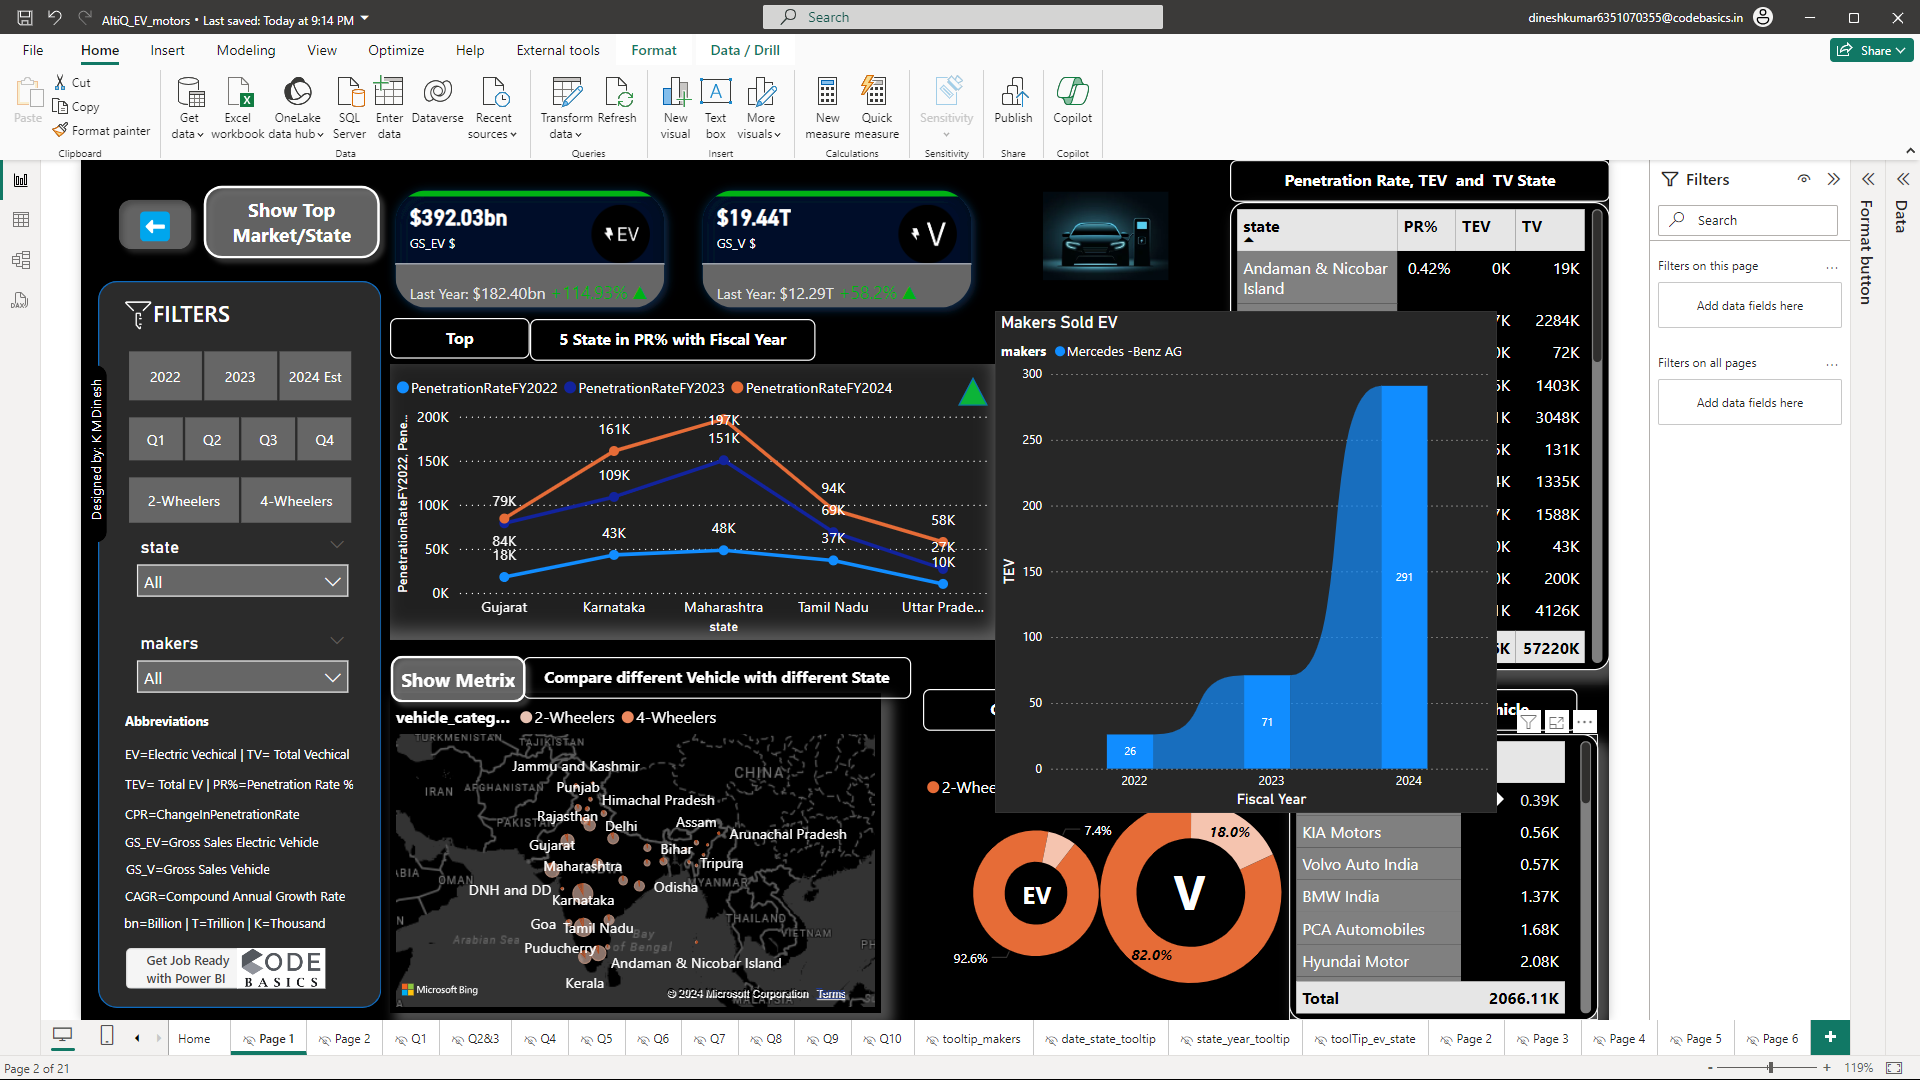 AltiQ_EV_motors • Last saved: Today at 9:14 PM
Search
dineshkumar6351070355@codebasics.in
File
Home
Insert
Modeling
View
Optimize
Help
External tools
Format
Data / Drill
Share
Paste
Cut
Copy
Format painter
Clipboard
Get data
Excel workbook
OneLake data hub
SQL Server
Enter data
Dataverse
Recent sources
Data
Transform data
Refresh
Queries
New visual
Text box
More visuals
Insert
New measure
Quick measure
Calculations
Sensitivity
Sensitivity
Publish
Share
Copilot
Copilot
Show Top
Market/State
$392.03bn
GS_EV $
EV
Last Year: $182.40bn +114.93%
$19.44T
GS_V $
V
Last Year: $12.29T +58.2%
Penetration Rate, TEV and TV State
state PR% TEV TV
Andaman & Nicobar Island 0.42% 0K 19K
7K 2284K
0K 72K
1403K
1K 3048K
131K
1335K
7K 1588K
0K 43K
0K 200K
1K 4126K
57220K
FILTERS
2022
2023
2024 Est
Q1
Q2
Q3
Q4
2-Wheelers
4-Wheelers
state
All
makers
All
Designed by: K M Dinesh
Abbreviations
EV=Electric Vechical | TV= Total Vechical
TEV= Total EV | PR%=Penetration Rate %
CPR=ChangeInPenetrationRate
GS_EV=Gross Sales Electric Vehicle
GS_V=Gross Sales Vehicle
CAGR=Compound Annual Growth Rate
bn=Billion | T=Trillion | K=Thousand
Get Job Ready
with Power BI
CODE
BASICS
Top
5 State in PR% with Fiscal Year
PenetrationRateFY2022
PenetrationRateFY2023
PenetrationRateFY2024
PenetrationRateFY2022, Pene...
200K
150K
100K
50K
0K
79K
84K
18K
161K
109K
43K
197K
151K
48K
94K
69K
37K
58K
27K
10K
Gujarat
Karnataka
Maharashtra
Tamil Nadu
Uttar Prade...
state
Show Metrix
Compare different Vehicle with different State
vehicle_categ...
2-Wheelers
4-Wheelers
TURKMENISTAN
TAJIKISTAN
CHINA
IRAN
AFGHANISTAN
Jammu and Kashmir
Punjab
Himachal Pradesh
PAKIST
Rajasthan
Delhi
Assam
Arunachal Pradesh
Gujarat
Bihar
Maharashtra
Tripura
OMAN
DNH and DD
Odisha
MYANMAR
Karnataka
Goa
Tamil Nadu
THAILAND
VIETNAM
Arabian Sea
Bay of Bengal
Puducherry
Andaman & Nicobar Island
Kerala
Microsoft Bing
© 2024 Microsoft Corporation Terms
Makers Sold EV
makers
Mercedes -Benz AG
TEV
300
250
200
150
100
50
0
26
71
291
2022
2023
2024
Fiscal Year
2-Whee
7.4%
EV
92.6%
18.0%
V
82.0%
0.39K
KIA Motors 0.56K
Volvo Auto India 0.57K
BMW India 1.37K
PCA Automobiles 1.68K
Hyundai Motor 2.08K
Total 2066.11K
Filters
Search
Filters on this page
Add data fields here
Filters on all pages
Add data fields here
Format button
Data
Home
Page 1
Page 2
Q1
Q2&3
Q4
Q5
Q6
Q7
Q8
Q9
Q10
tooltip_makers
date_state_tooltip
state_year_tooltip
toolTip_ev_state
Page 2
Page 3
Page 4
Page 5
Page 6
Page 2 of 21
119%